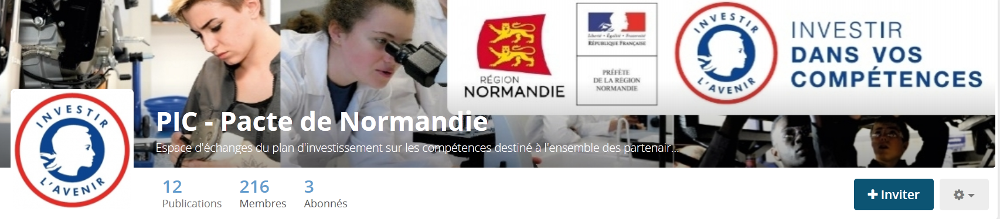 RÉGION
NORMANDIE
Liberté • Égalité • Fraternité
RÉPUBLIQUE FRANÇAISE
PRÉFÈTE
DE LA RÉGION
NORMANDIE
INVESTIR
L'AVENIR
INVESTIR
DANS VOS
COMPÉTENCES
INVESTIR
L'AVENIR
PIC - Pacte de Normandie
Espace d'échanges du plan d'investissement sur les compétences destiné à l'ensemble des partenair...
12 216 3
Publications Membres Abonnés
Inviter